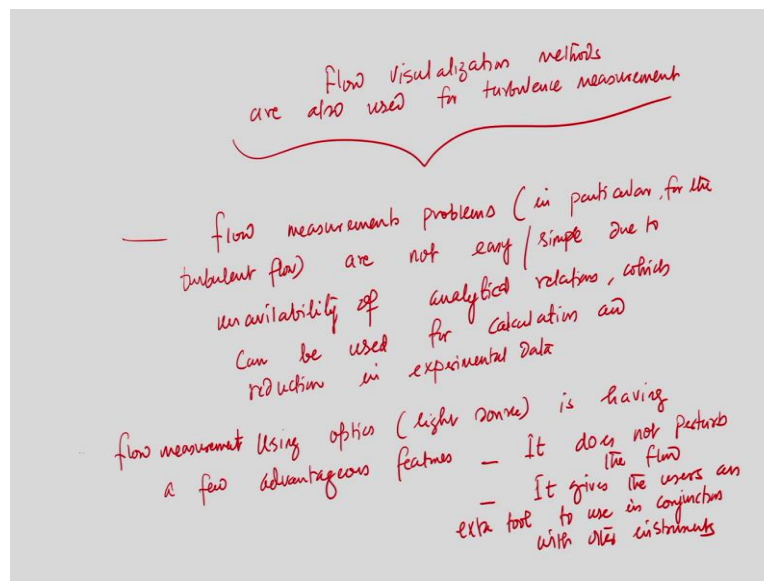 Flow visulalization methods
are also used for turbulence measurement
— flow measurements problems (in particular, for the
turbulent flow) are not easy / simple due to
unavailability of analytical relations, which
can be used for calculation and
reduction in experimental data
flow measurement using optics (light source) is having
a few advantageous features — It does not perturb
the flow
— It gives the users an
extra tool to use in conjunction
with other instruments